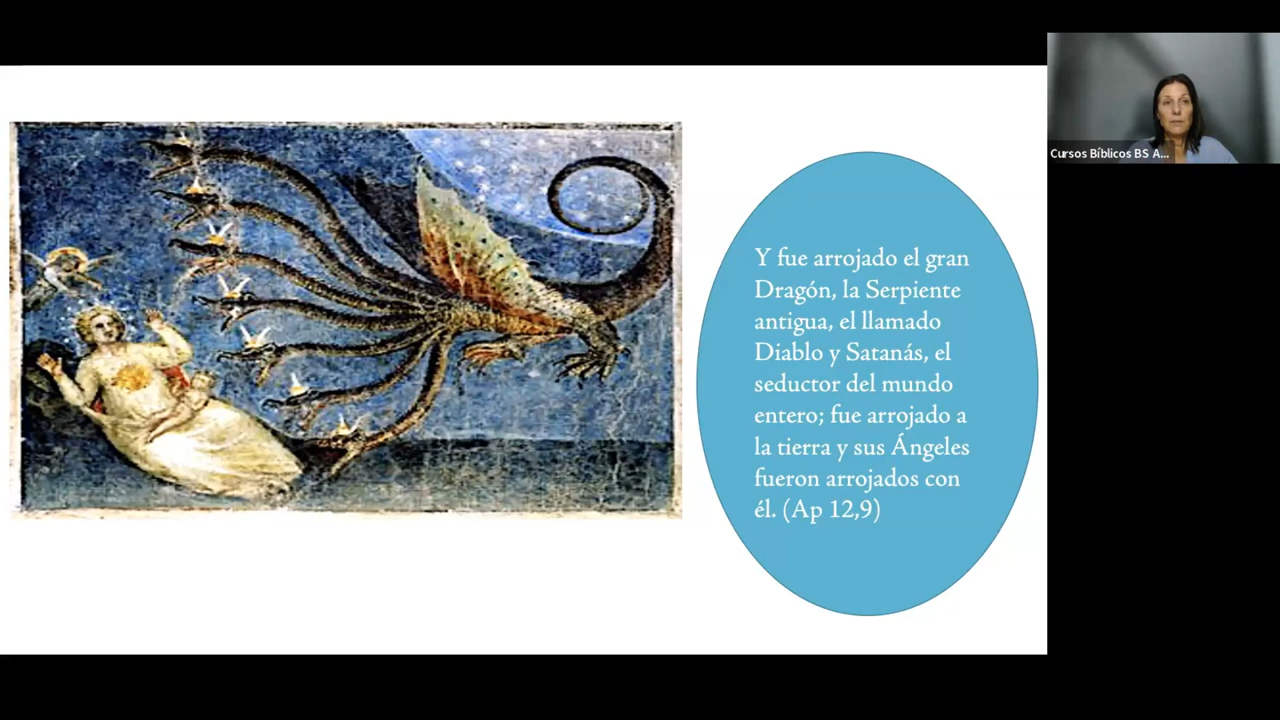 Y fue arrojado el gran
Dragón, la Serpiente
antigua, el llamado
Diablo y Satanás, el
seductor del mundo
entero; fue arrojado a
la tierra y sus Ángeles
fueron arrojados con
él. (Ap 12,9)
Cursos Bíblicos BS A...